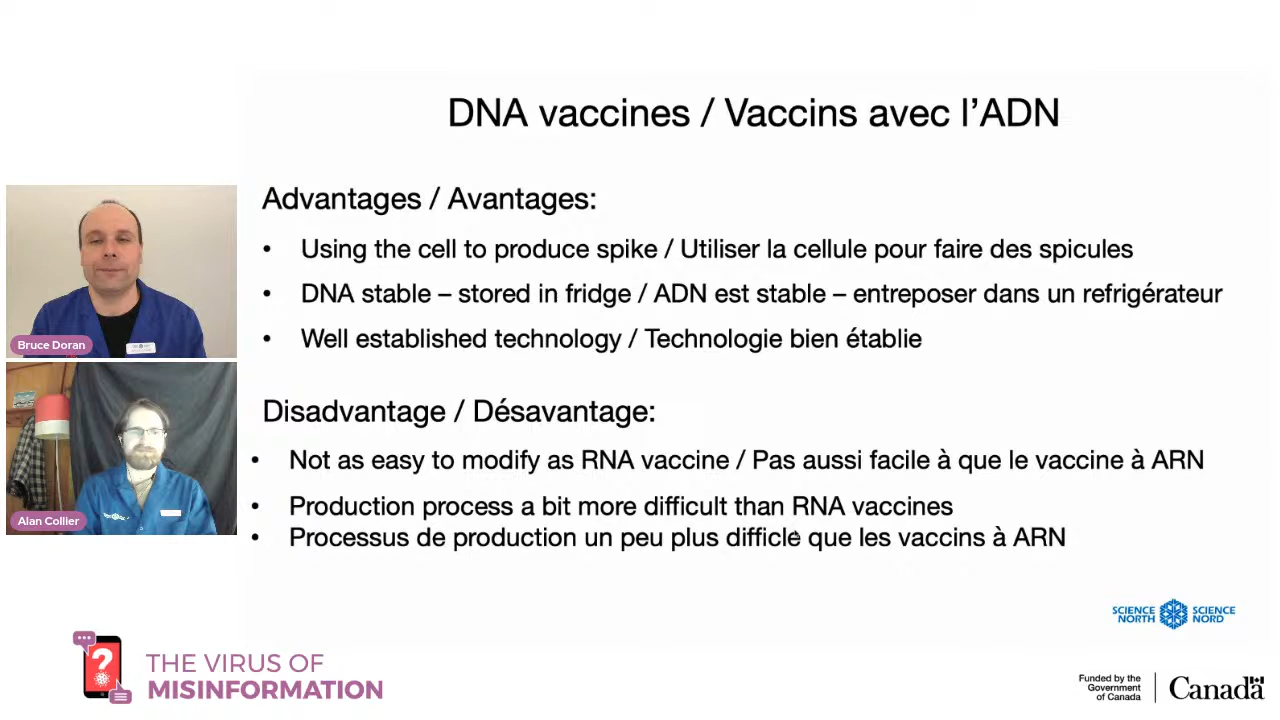 DNA vaccines / Vaccins avec l'ADN
Advantages / Avantages:
• Using the cell to produce spike / Utiliser la cellule pour faire des spicules
• DNA stable – stored in fridge / ADN est stable – entreposer dans un refrigérateur
• Well established technology / Technologie bien établie
Disadvantage / Désavantage:
• Not as easy to modify as RNA vaccine / Pas aussi facile à que le vaccine à ARN
• Production process a bit more difficult than RNA vaccines
• Processus de production un peu plus difficle que les vaccins à ARN
Bruce Doran
Alan Collier
SCIENCE NORTH
SCIENCE NORD
?
THE VIRUS OF
MISINFORMATION
Funded by the
Government
of Canada
Canada